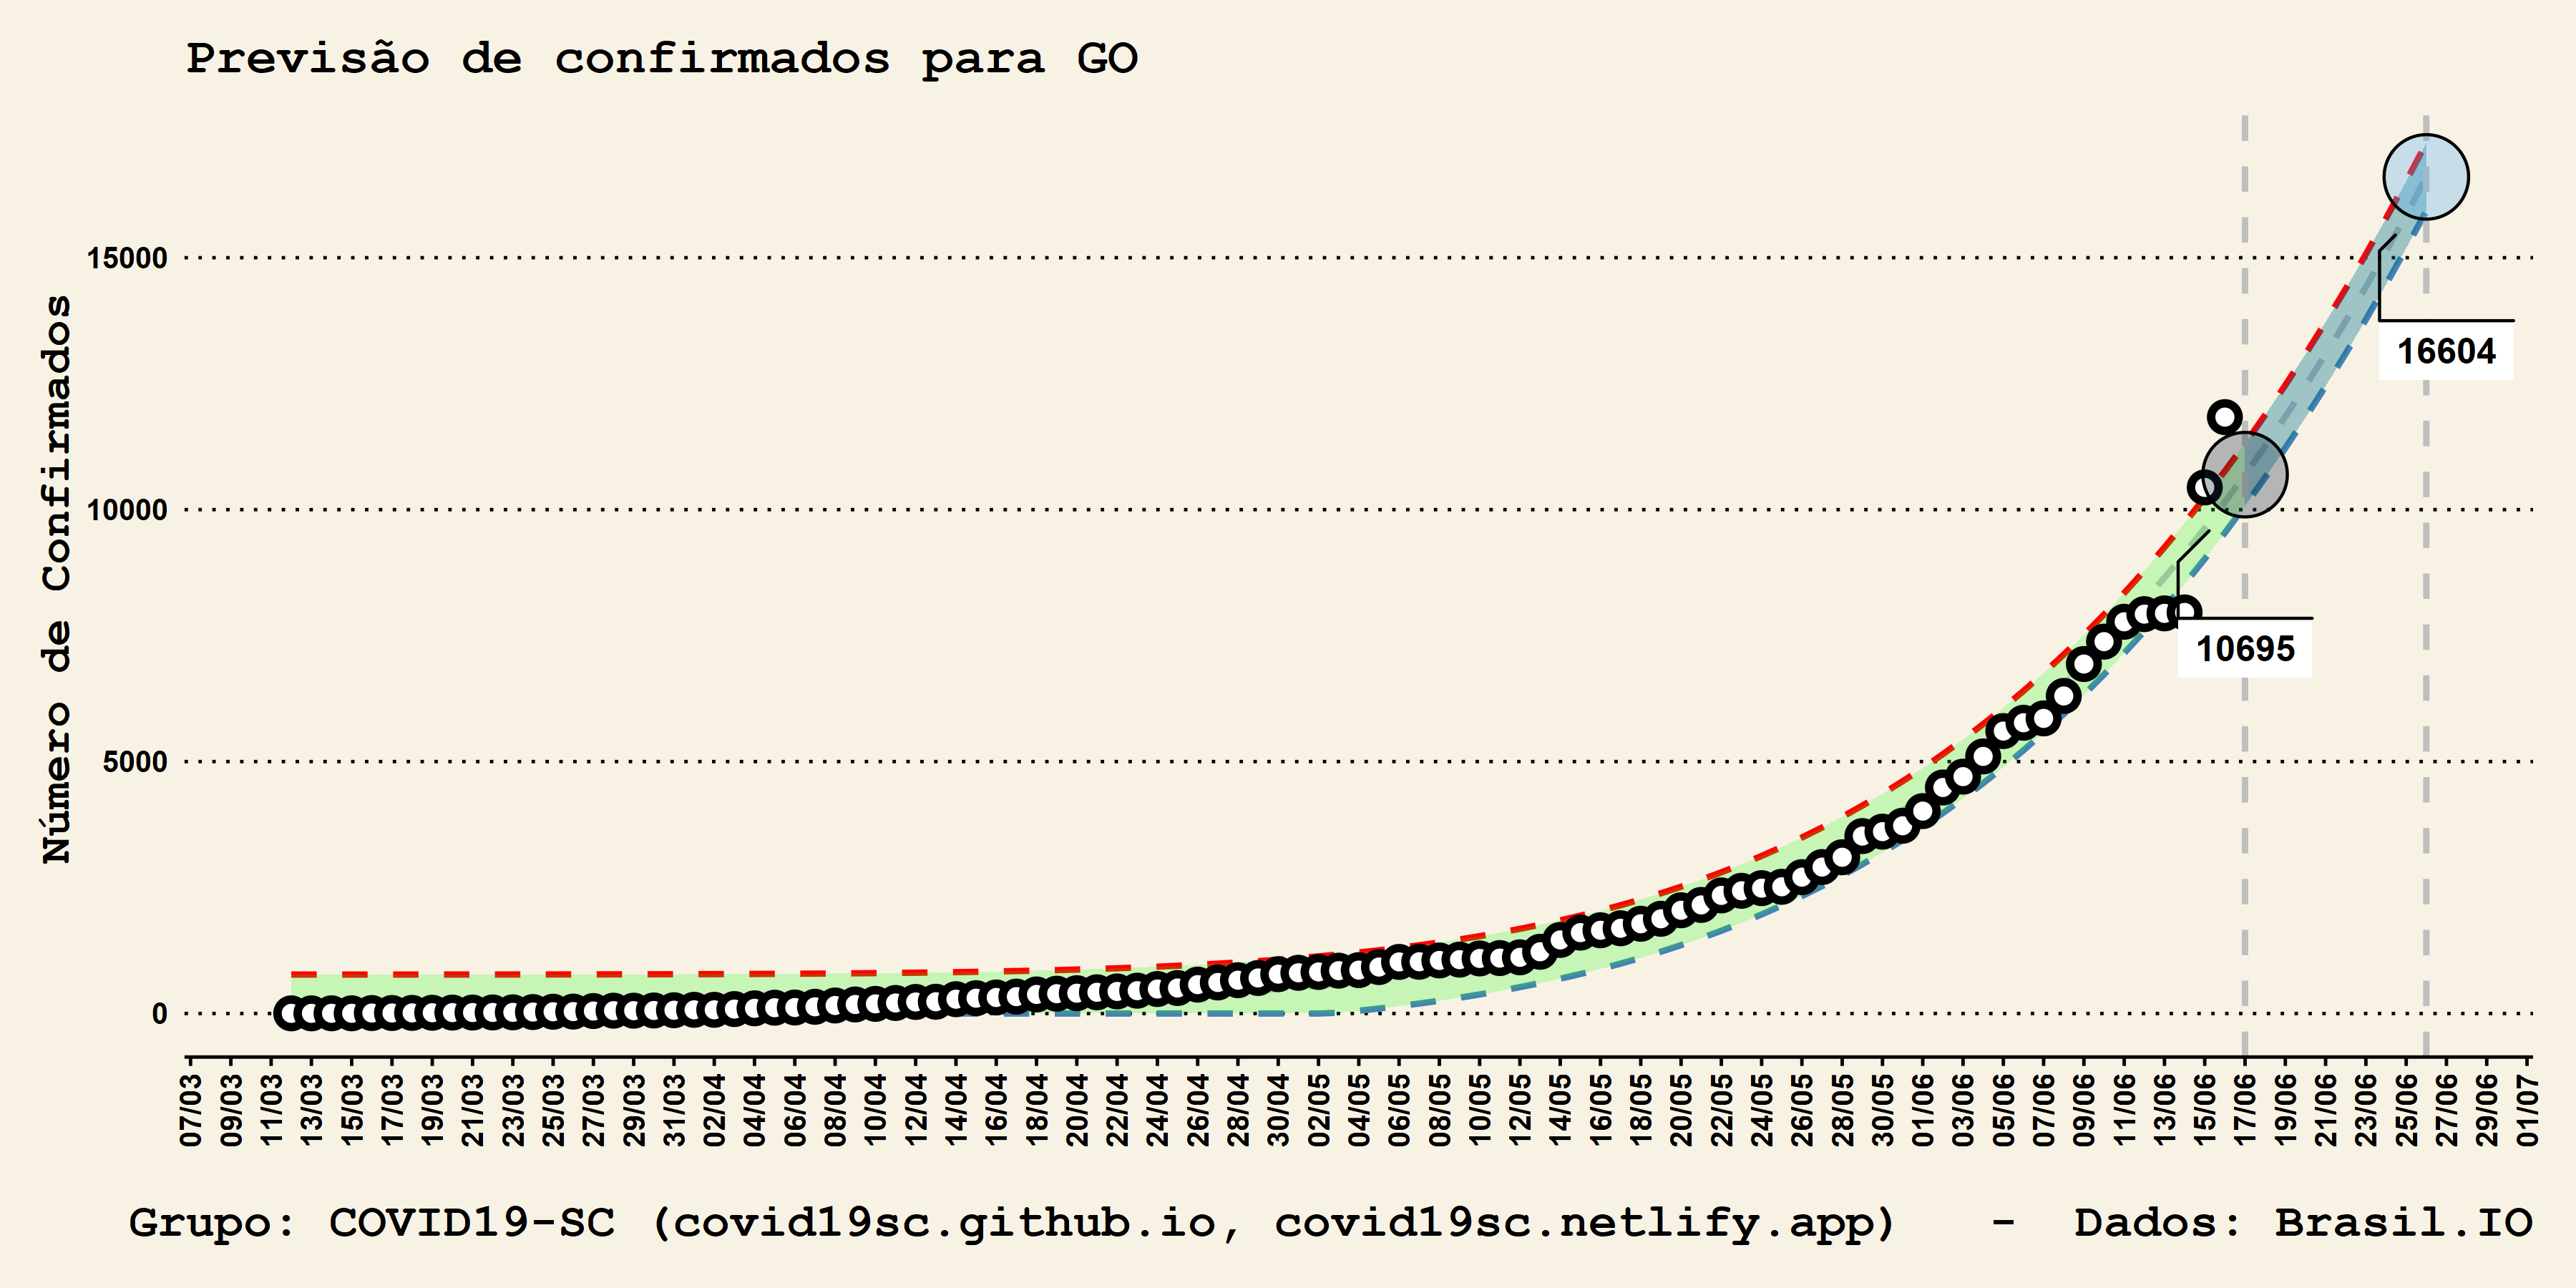 Previsão de confirmados para GO
Número de Confirmados
15000
10000
5000
0
16604
10695
07/03 09/03 11/03 13/03 15/03 17/03 19/03 21/03 23/03 25/03 27/03 29/03 31/03 02/04 04/04 06/04 08/04 10/04 12/04 14/04 16/04 18/04 20/04 22/04 24/04 26/04 28/04 30/04 02/05 04/05 06/05 08/05 10/05 12/05 14/05 16/05 18/05 20/05 22/05 24/05 26/05 28/05 30/05 01/06 03/06 05/06 07/06 09/06 11/06 13/06 15/06 17/06 19/06 21/06 23/06 25/06 27/06 29/06 01/07
Grupo: COVID19-SC (covid19sc.github.io, covid19sc.netlify.app) - Dados: Brasil.IO